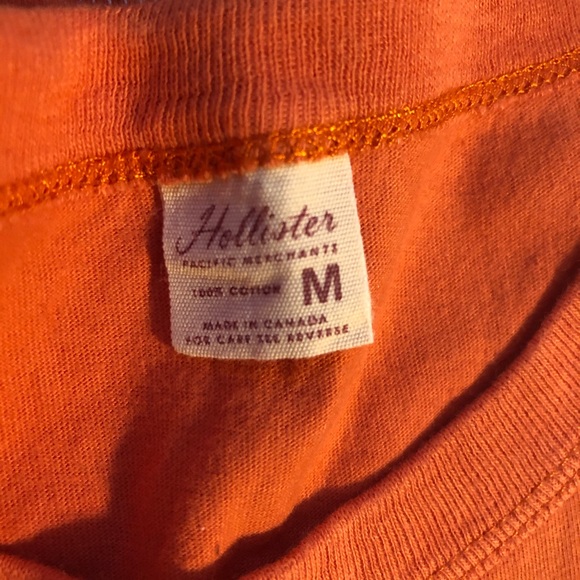 Hollister
PACIFIC MERCHANTS
100% COTTON M
MADE IN CANADA
FOR CARE SEE REVERSE